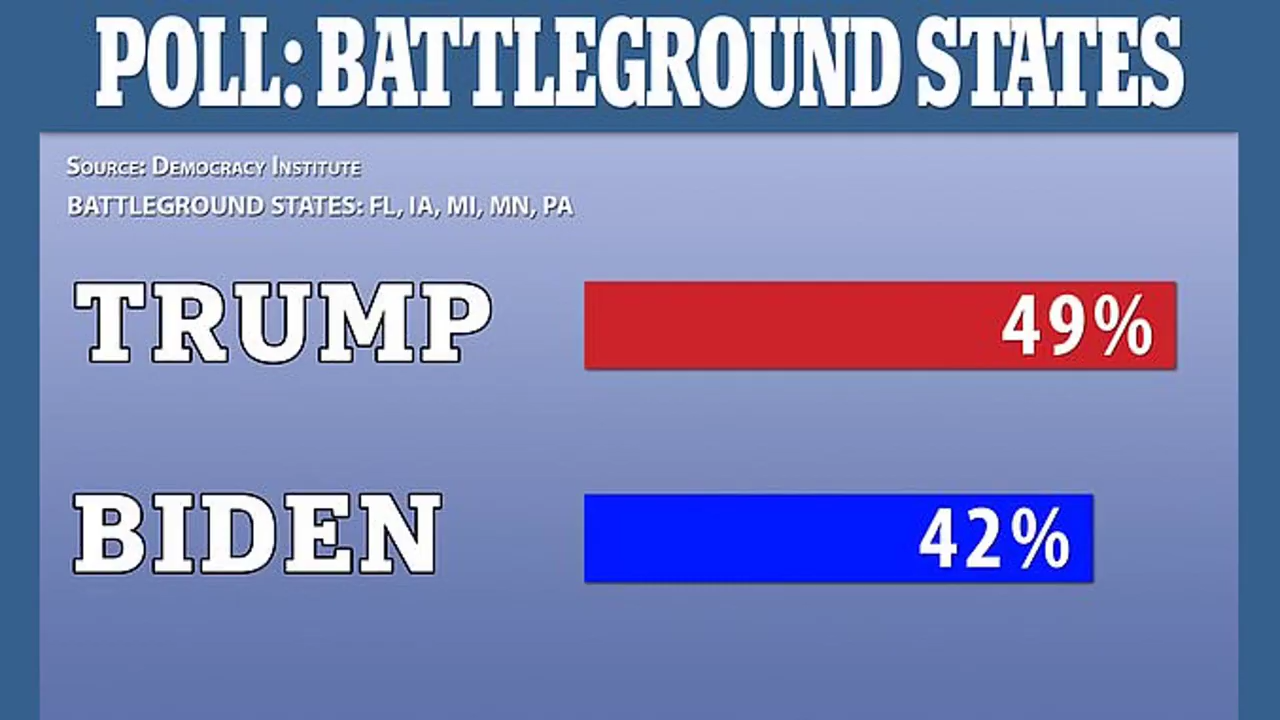 POLL: BATTLEGROUND STATES
SOURCE: DEMOCRACY INSTITUTE
BATTLEGROUND STATES: FL, IA, MI, MN, PA
TRUMP 49%
BIDEN 42%